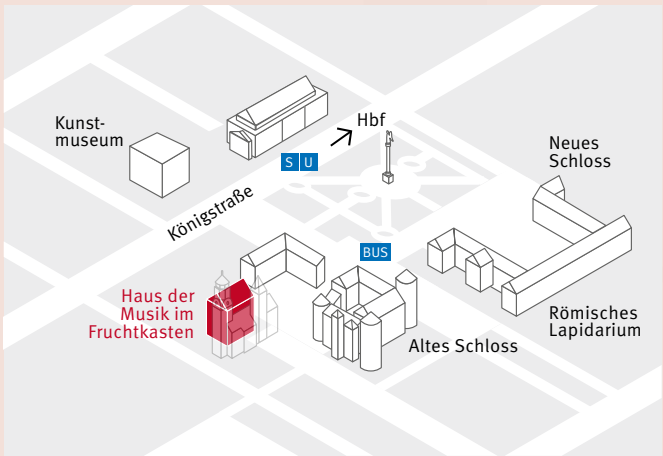 Hbf
Kunst-
museum
Neues
Schloss
S U
Königstraße
BUS
Haus der
Musik im
Fruchtkasten
Römisches
Lapidarium
Altes Schloss